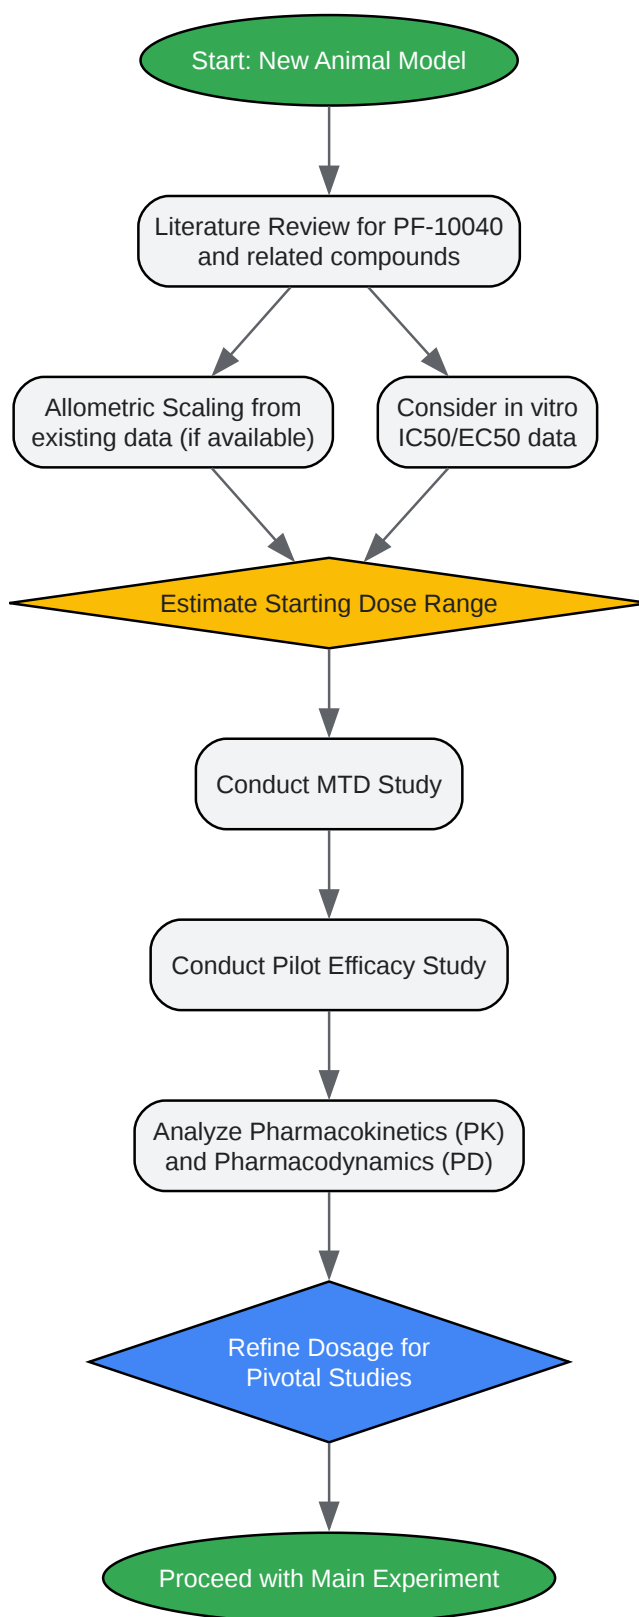 Start: New Animal Model
Literature Review for PF-10040
and related compounds
Allometric Scaling from
existing data (if available)
Consider in vitro
IC50/EC50 data
Estimate Starting Dose Range
Conduct MTD Study
Conduct Pilot Efficacy Study
Analyze Pharmacokinetics (PK)
and Pharmacodynamics (PD)
Refine Dosage for
Pivotal Studies
Proceed with Main Experiment